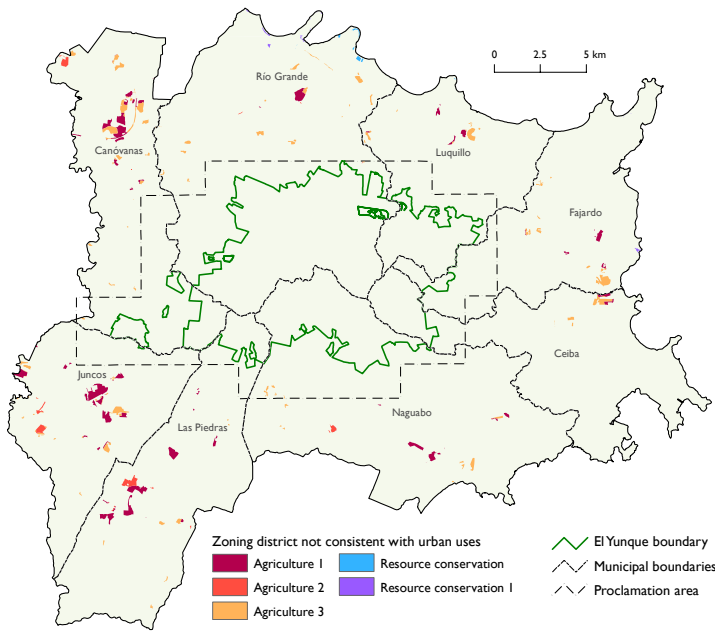 0 2.5 5 km
Río Grande
Canóvanas
Luquillo
Fajardo
Ceiba
Juncos
Naguabo
Las Piedras
Zoning district not consistent with urban uses
Agriculture 1
Agriculture 2
Agriculture 3
Resource conservation
Resource conservation 1
El Yunque boundary
Municipal boundaries
Proclamation area